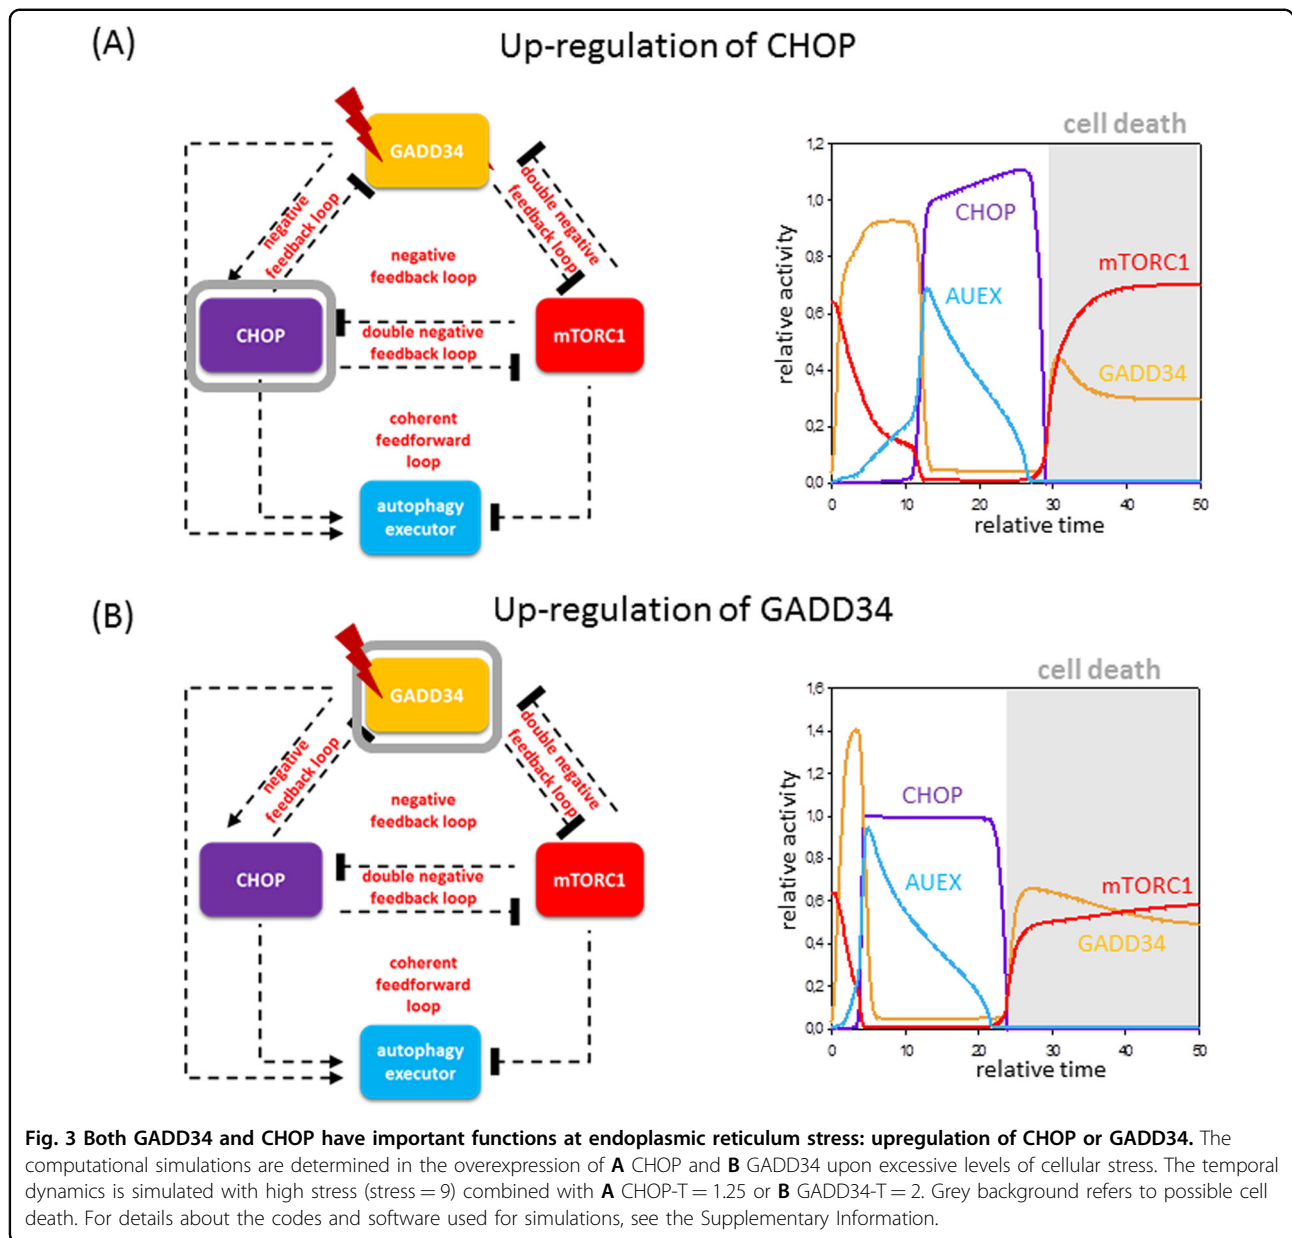 (A)
Up-regulation of CHOP
GADD34
negative
feedback loop
double negative
feedback loop
negative
feedback loop
CHOP
double negative
feedback loop
mTORC1
coherent
feedforward
loop
autophagy
executor
cell death
1,2
1,0
0,8
0,6
0,4
0,2
0,0
relative activity
CHOP
AUEX
mTORC1
GADD34
0
10
20
30
40
50
relative time
(B)
Up-regulation of GADD34
GADD34
negative
feedback loop
double negative
feedback loop
negative
feedback loop
CHOP
double negative
feedback loop
mTORC1
coherent
feedforward
loop
autophagy
executor
cell death
1,6
1,4
1,2
1,0
0,8
0,6
0,4
0,2
0,0
relative activity
CHOP
AUEX
mTORC1
GADD34
0
10
20
30
40
50
relative time
Fig. 3 Both GADD34 and CHOP have important functions at endoplasmic reticulum stress: upregulation of CHOP or GADD34. The
computational simulations are determined in the overexpression of A CHOP and B GADD34 upon excessive levels of cellular stress. The temporal
dynamics is simulated with high stress (stress = 9) combined with A CHOP-T = 1.25 or B GADD34-T = 2. Grey background refers to possible cell
death. For details about the codes and software used for simulations, see the Supplementary Information.